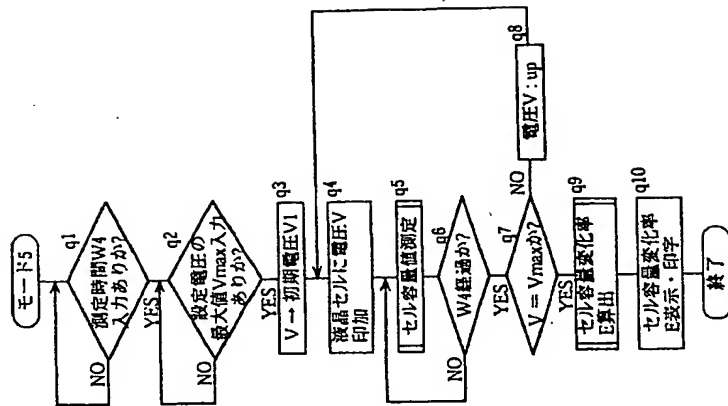 モード5
q1
測定時間W4
入力ありか?
NO
YES
q2
設定電圧の
最大値Vmax入力
ありか?
NO
YES
q3
V→初期電圧V1
q4
液晶セルに電圧V
印加
q5
セル容量値測定
q6
W4経過か?
NO
YES
q7
V=Vmaxか?
NO
q8
電圧V:up
YES
q9
セル容量変化率
E算出
q10
セル容量変化率
E表示・印字
終了